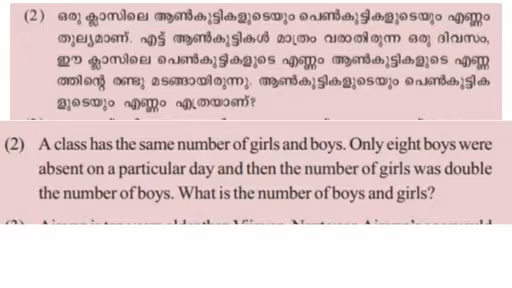 (2) ഒരു ക്ലാസിലെ ആൺകുട്ടികളുടെയും പെൺകുട്ടികളുടെയും എണ്ണം
തുല്യമാണ്. എട്ട് ആൺകുട്ടികൾ മാത്രം വരാതിരുന്ന ഒരു ദിവസം,
ഈ ക്ലാസിലെ പെൺകുട്ടികളുടെ എണ്ണം ആൺകുട്ടികളുടെ എണ്ണ
ത്തിന്റെ രണ്ടു മടങ്ങായിരുന്നു. ആൺകുട്ടികളുടെയും പെൺകുട്ടിക
ളുടെയും എണ്ണം എത്രയാണ്?
(2) A class has the same number of girls and boys. Only eight boys were
absent on a particular day and then the number of girls was double
the number of boys. What is the number of boys and girls?